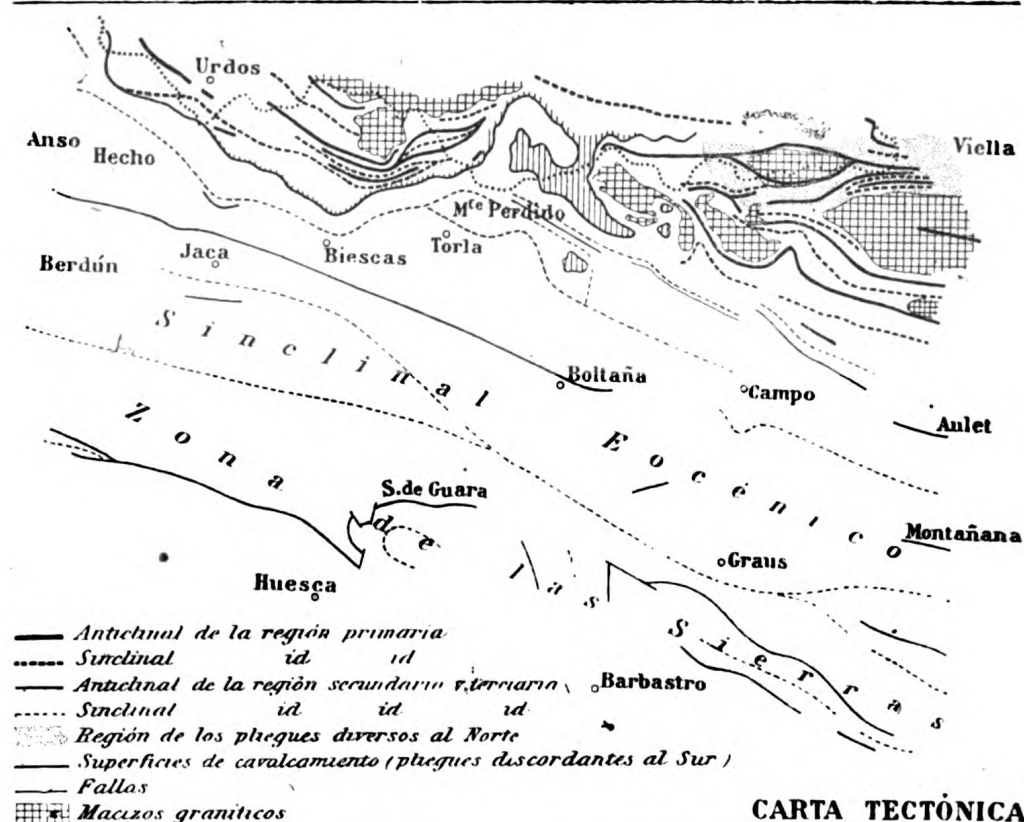 Urdos
Anso
Hecho
Viella
Mte Perdido
Torla
Jaca
Biescas
Berdún
Sinclinal Eocénico
Boltaña
Campo
Aulet
Zona de las Sierras
S. de Guara
Montañana
Graus
Huesca
Barbastro
Anticlinal de la región primaria
Sinclinal id id
Anticlinal de la región secundaria y terciaria
Sinclinal id id id
Región de los pliegues diversos al Norte
Superficies de cavalcamiento (pliegues discordantes al Sur)
Fallas
Macizos graníticos
CARTA TECTÓNICA